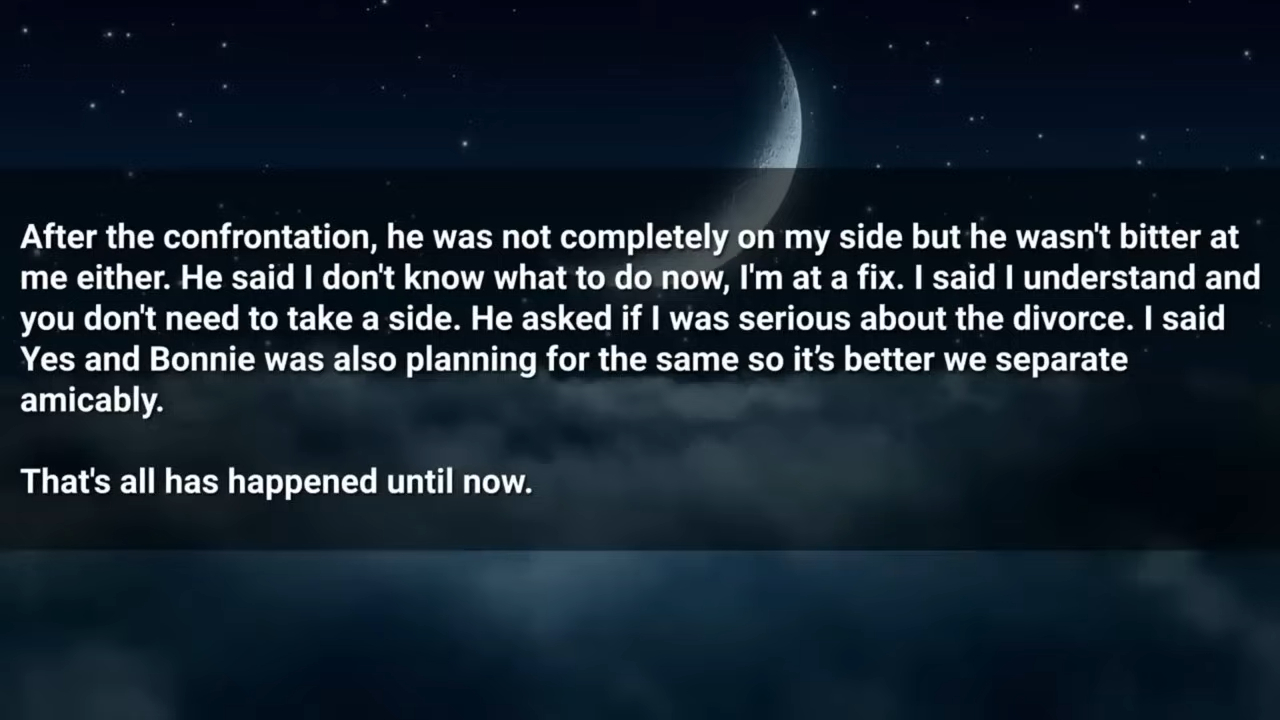 After the confrontation, he was not completely on my side but he wasn't bitter at
me either. He said I don't know what to do now, I'm at a fix. I said I understand and
you don't need to take a side. He asked if I was serious about the divorce. I said
Yes and Bonnie was also planning for the same so it’s better we separate
amicably.
That's all has happened until now.